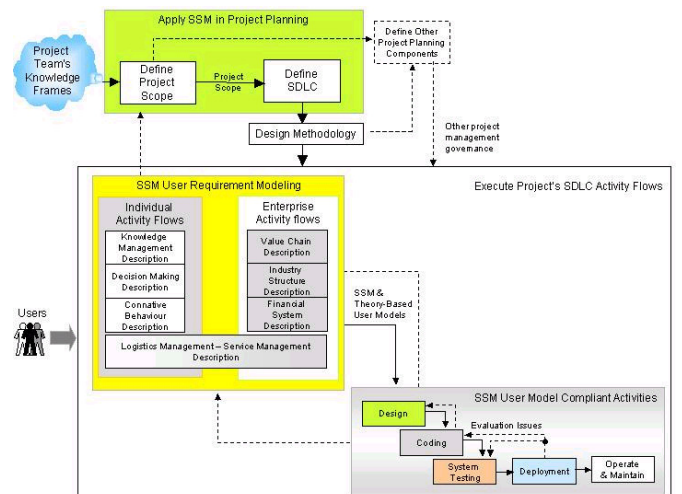 Apply SSM in Project Planning
Project
Team's
Knowledge
Frames
Define
Project
Scope
Project
Scope
Define
SDLC
Define Other
Project Planning
Components
Design Methodology
Other project
management
governance
SSM User Requirement Modeling
Execute Project's SDLC Activity Flows
Individual
Activity Flows
Enterprise
Activity flows
Knowledge
Management
Description
Value Chain
Description
Decision Making
Description
Industry
Structure
Description
Connative
Behaviour
Description
Financial
System
Description
SSM &
Theory-Based
User Models
Users
Logistics Management – Service Management
Description
SSM User Model Compliant Activities
Design
Evaluation Issues
Coding
System
Testing
Deployment
Operate
& Maintain